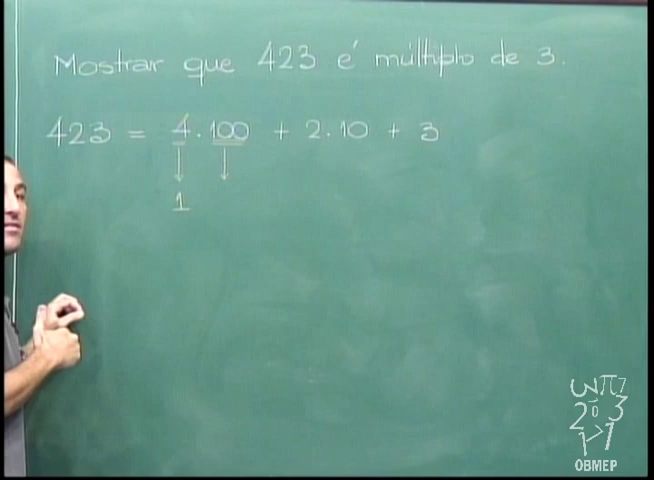 Mostrar que 423 é múltiplo de 3.
423 = 4.100 + 2.10 + 3
↓ ↓
1
OBMEP